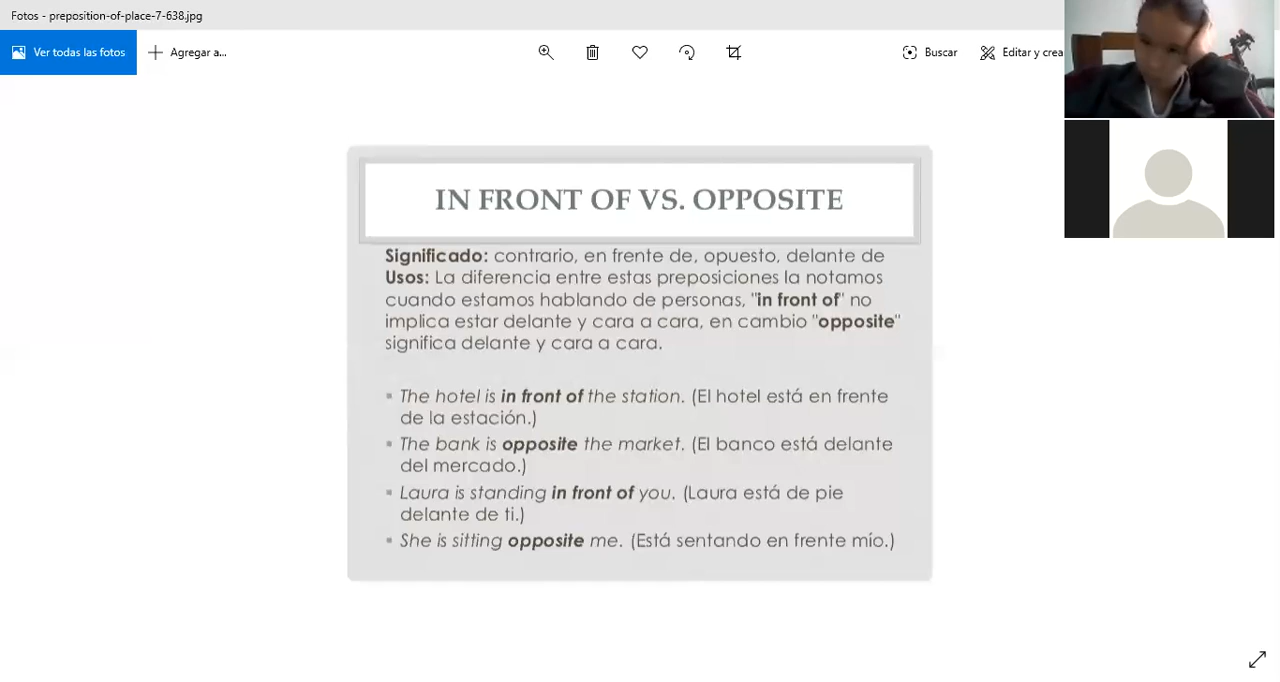 Fotos - preposition-of-place-7-638.jpg
Ver todas las fotos
Agregar a...
Buscar
Editar y crea
IN FRONT OF VS. OPPOSITE
Significado: contrario, en frente de, opuesto, delante de
Usos: La diferencia entre estas preposiciones la notamos
cuando estamos hablando de personas, "in front of" no
implica estar delante y cara a cara, en cambio "opposite"
significa delante y cara a cara.
▪ The hotel is in front of the station. (El hotel está en frente
de la estación.)
▪ The bank is opposite the market. (El banco está delante
del mercado.)
▪ Laura is standing in front of you. (Laura está de pie
delante de ti.)
▪ She is sitting opposite me. (Está sentando en frente mío.)